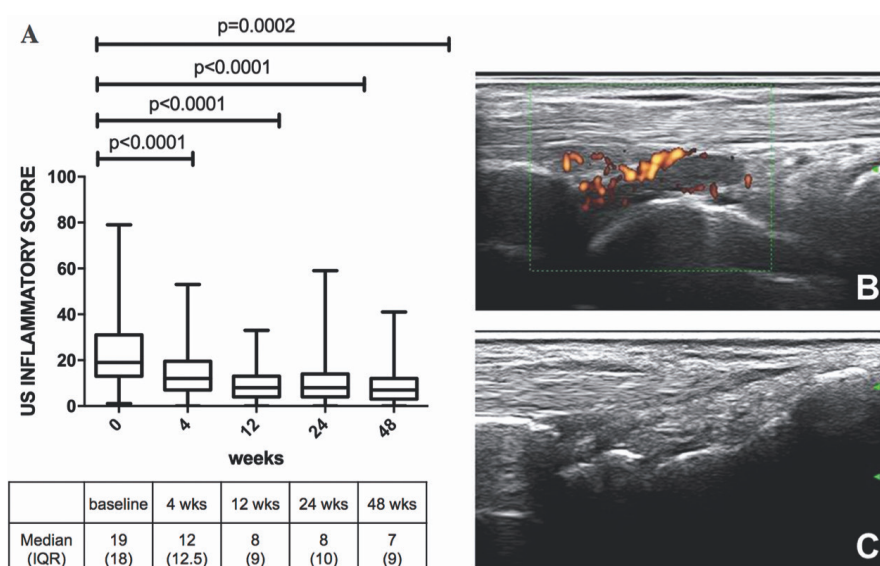 A
p=0.0002
p<0.0001
p<0.0001
p<0.0001
US INFLAMMATORY SCORE
100
80
60
40
20
0
0 4 12 24 48
weeks
baseline 4 wks 12 wks 24 wks 48 wks
Median 19 12 8 8 7
(IQR) (18) (12.5) (9) (10) (9)
B
C